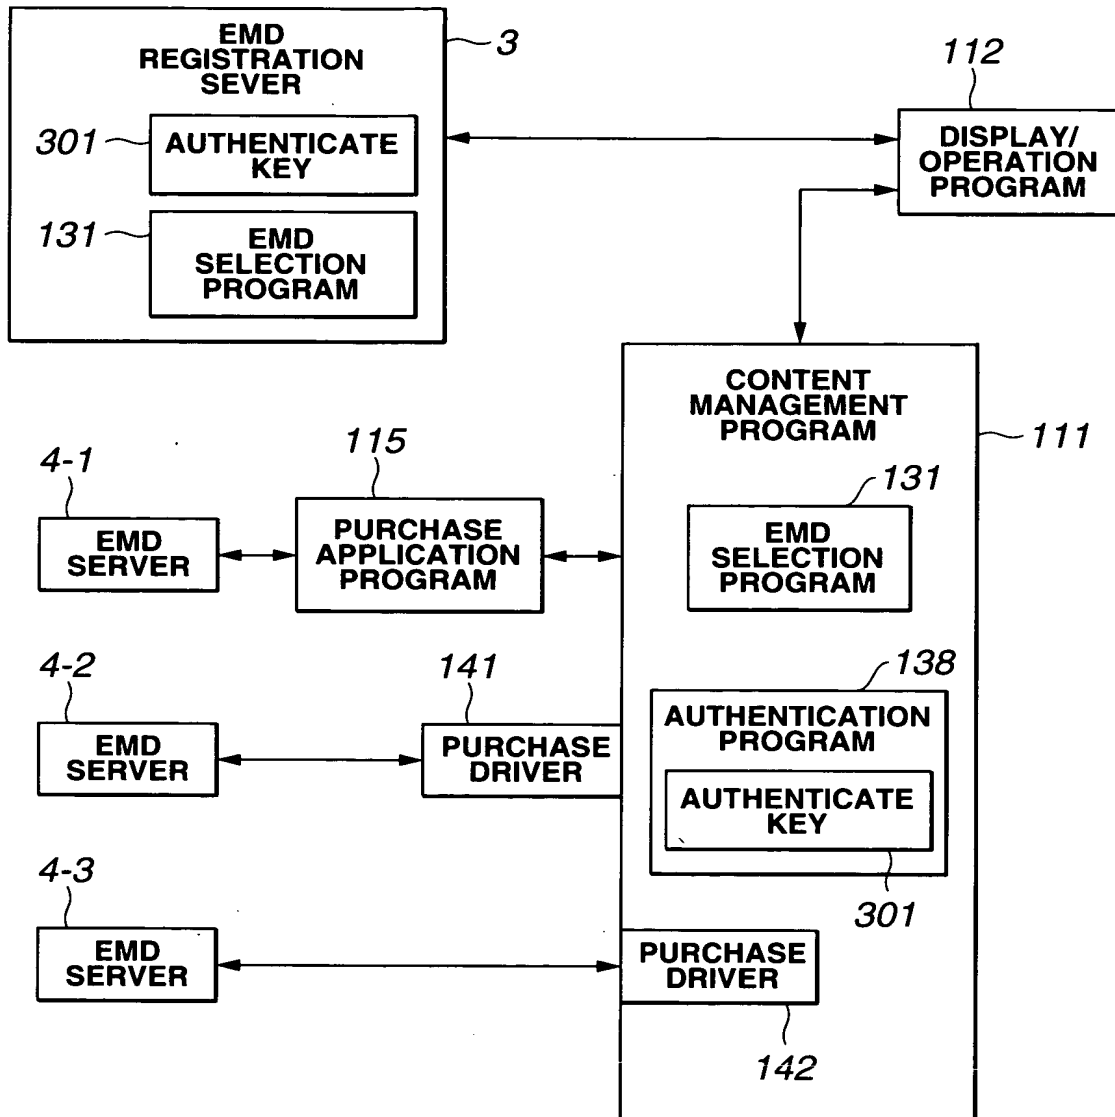 EMD
REGISTRATION
SEVER
3
301
AUTHENTICATE
KEY
131
EMD
SELECTION
PROGRAM
112
DISPLAY/
OPERATION
PROGRAM
CONTENT
MANAGEMENT
PROGRAM
111
4-1
EMD
SERVER
115
PURCHASE
APPLICATION
PROGRAM
131
EMD
SELECTION
PROGRAM
4-2
EMD
SERVER
141
PURCHASE
DRIVER
138
AUTHENTICATION
PROGRAM
AUTHENTICATE
KEY
301
4-3
EMD
SERVER
PURCHASE
DRIVER
142